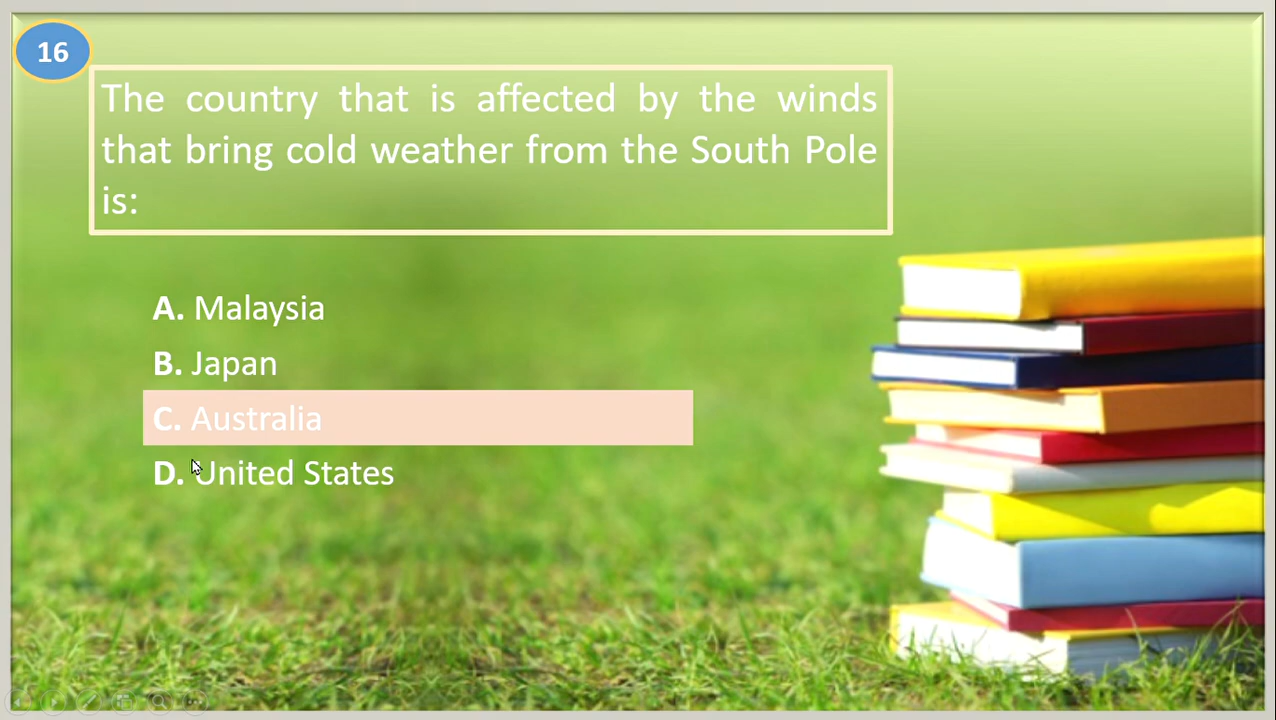 16
The country that is affected by the winds
that bring cold weather from the South Pole
is:
A. Malaysia
B. Japan
C. Australia
D. United States